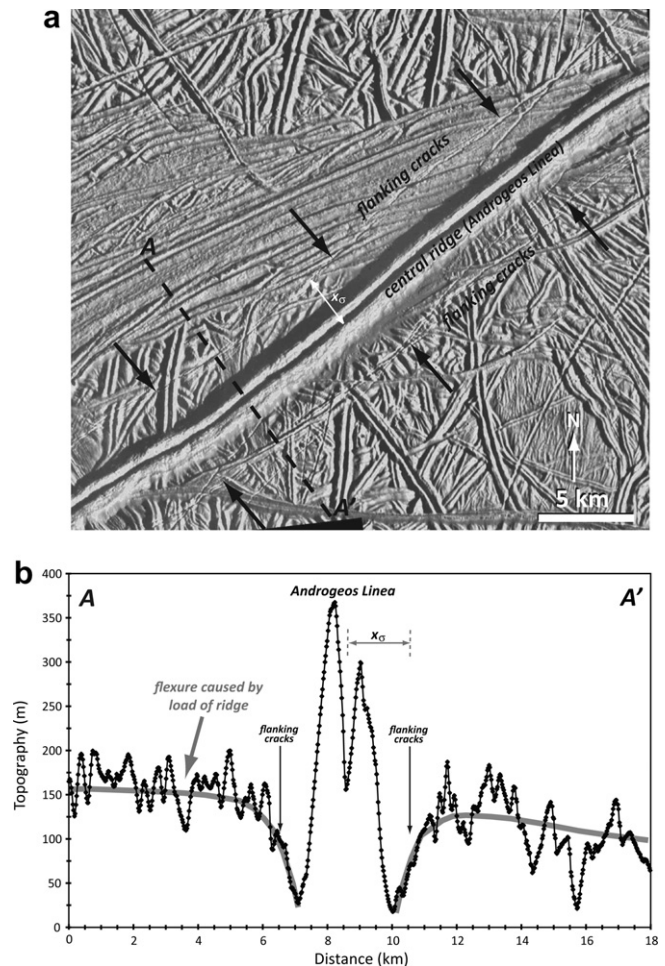 a
flanking cracks
central ridge (Androgeos Linea)
flanking cracks
A
xσ
A'
N
5 km
b
A
Androgeos Linea
A'
xσ
flexure caused by
load of ridge
flanking
cracks
flanking
cracks
Topography (m)
400
350
300
250
200
150
100
50
0
0 2 4 6 8 10 12 14 16 18
Distance (km)